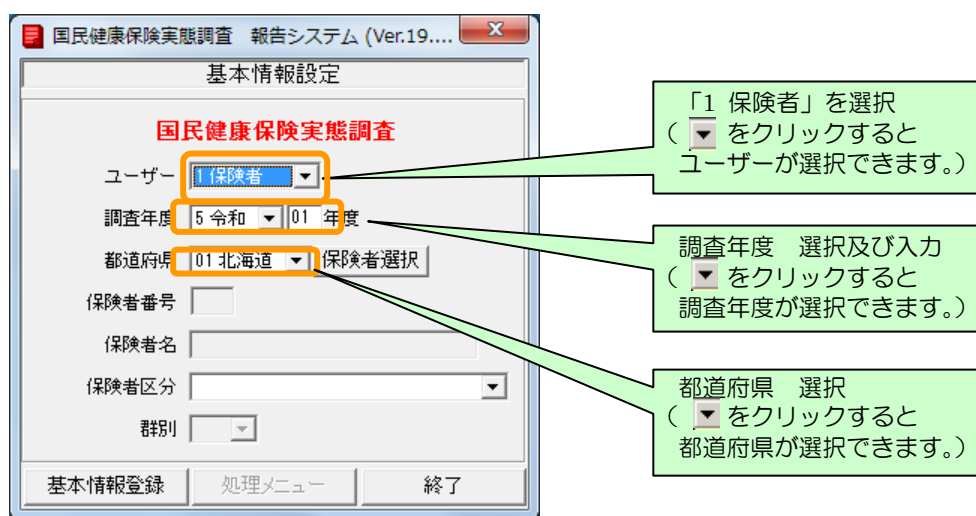 国民健康保険実態調査　報告システム (Ver.19....
基本情報設定
国民健康保険実態調査
ユーザー 1 保険者
調査年度 5 令和 01 年度
都道府県 01 北海道 保険者選択
保険者番号
保険者名
保険者区分
群別
基本情報登録 処理メニュー 終了
「1 保険者」を選択
（ をクリックすると
ユーザーが選択できます。）
調査年度　選択及び入力
（ をクリックすると
調査年度が選択できます。）
都道府県　選択
（ をクリックすると
都道府県が選択できます。）